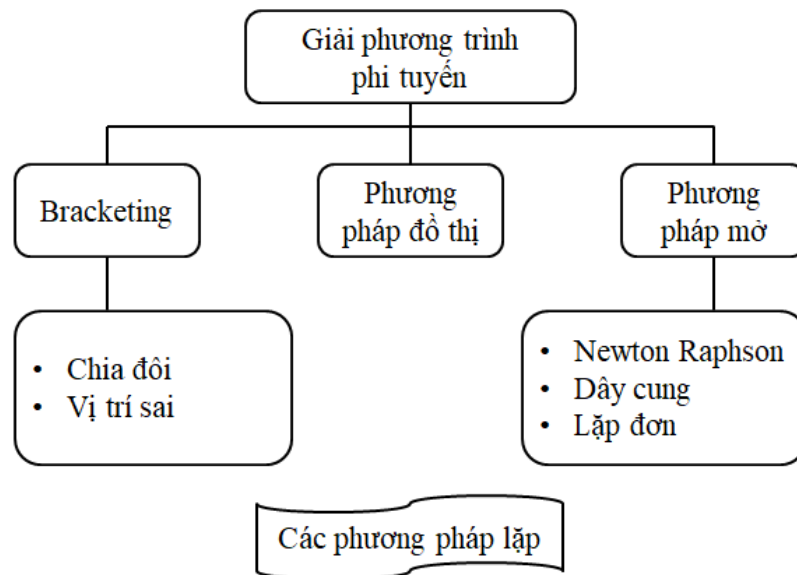 Giải phương trình
phi tuyến
Bracketing
Phương
pháp đồ thị
Phương
pháp mở
• Chia đôi
• Vị trí sai
• Newton Raphson
• Dây cung
• Lặp đơn
Các phương pháp lặp